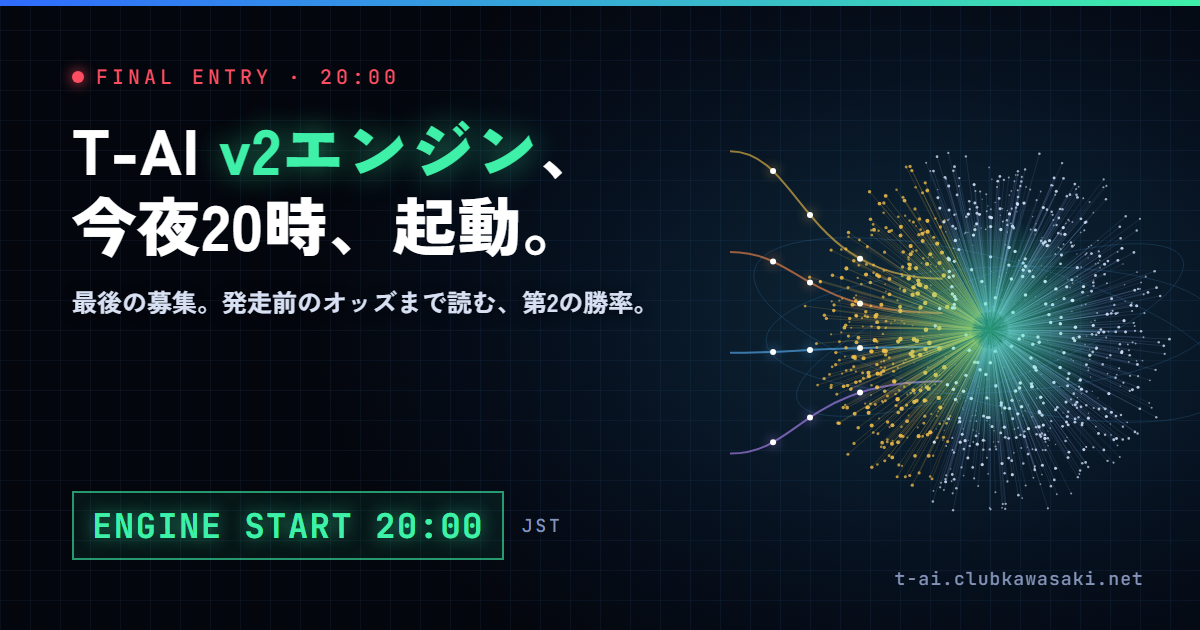 FINAL ENTRY · 20:00
T-AI v2エンジン、
今夜20時、起動。
最後の募集。発走前のオッズまで読む、第2の勝率。
ENGINE START 20:00
JST
t-ai.clubkawasaki.net